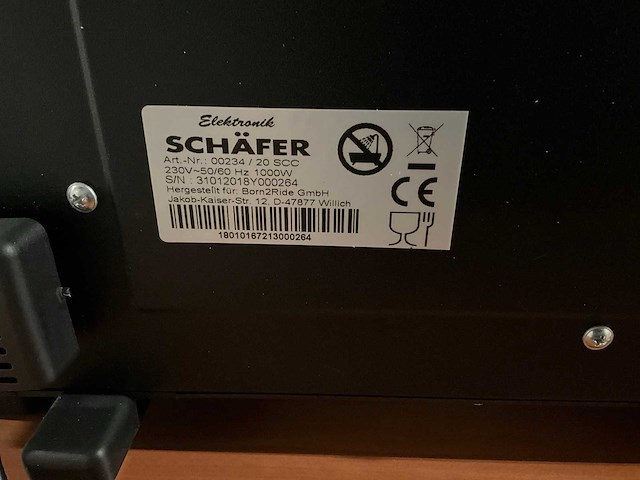 Elektronik
SCHÄFER
Art.-Nr.: 00234 / 20 SCC
230V~50/60 Hz 1000W
S/N : 31012018Y000264
Hergestellt für: Born2Ride GmbH
Jakob-Kaiser-Str. 12, D-47877 Willich
18010167213000264
CE